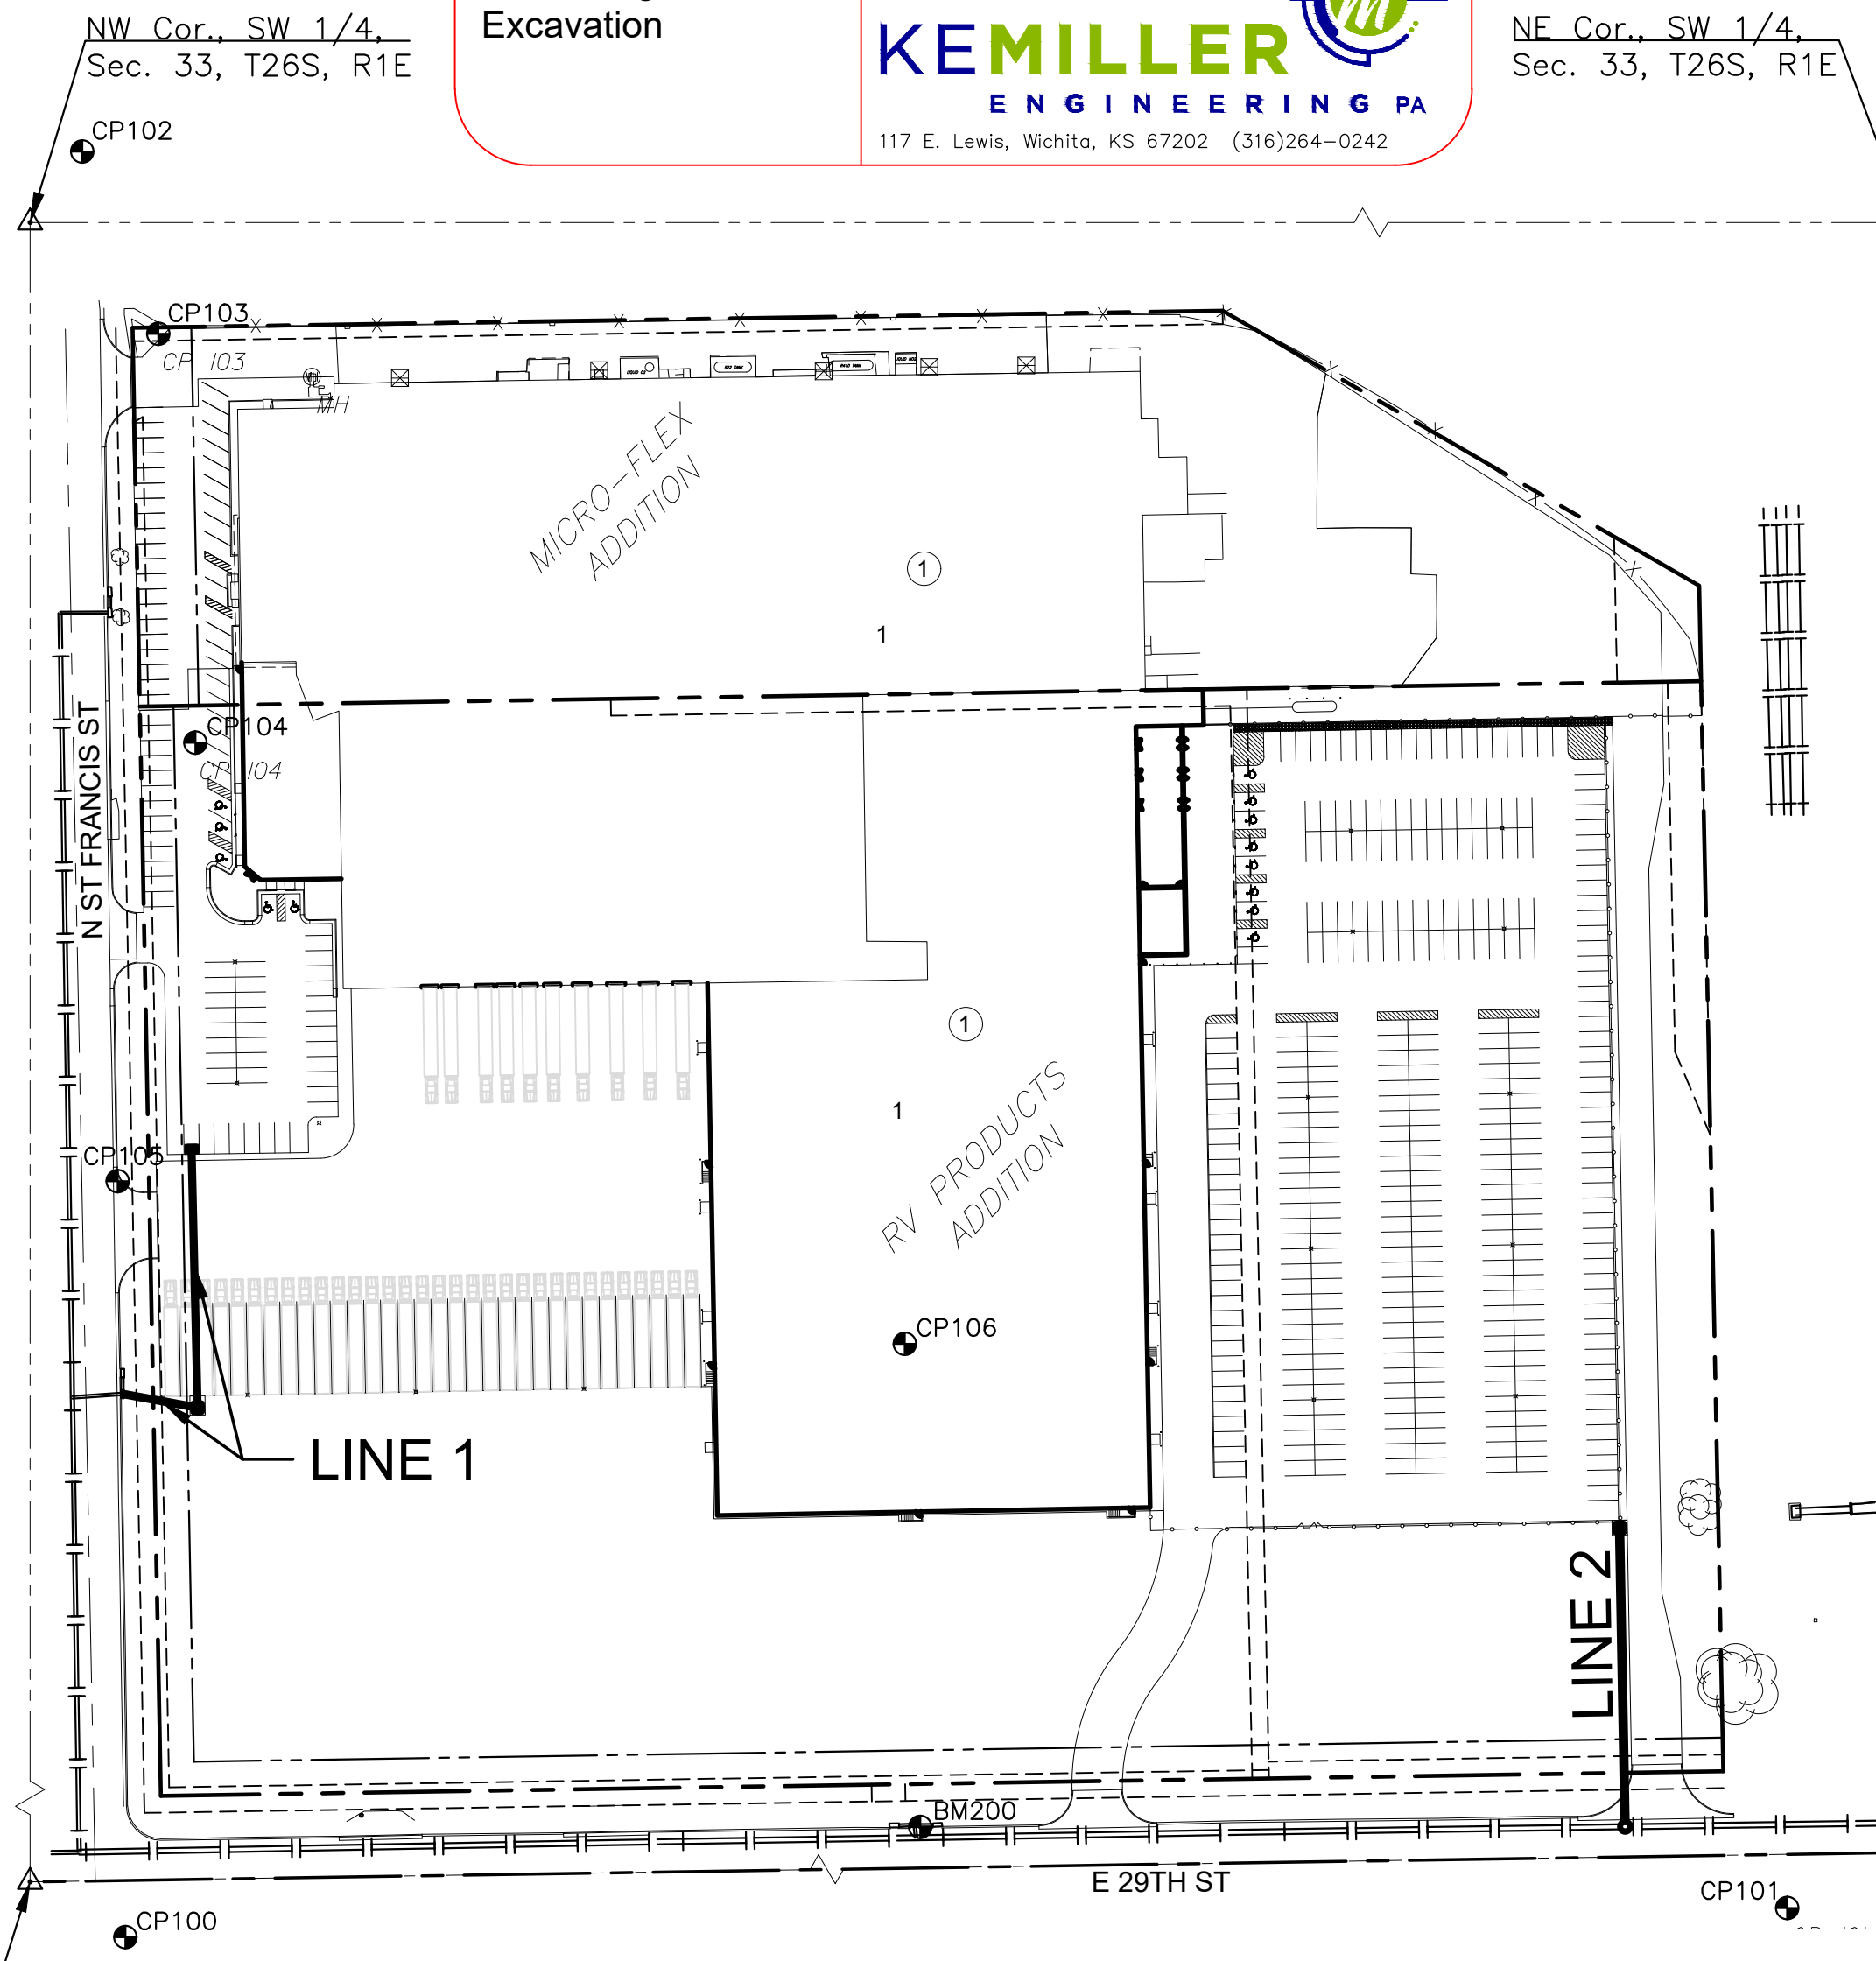 NW Cor., SW 1/4,
Sec. 33, T26S, R1E
Excavation
KEMILLER
ENGINEERING PA
117 E. Lewis, Wichita, KS 67202 (316)264-0242
NE Cor., SW 1/4,
Sec. 33, T26S, R1E
CP102
CP103
CP 103
MH
MICRO-FLEX
ADDITION
1
1
N ST FRANCIS ST
CP104
CP 104
1
1
RV PRODUCTS
ADDITION
CP105
CP106
LINE 1
LINE 2
BM200
E 29TH ST
CP100
CP101